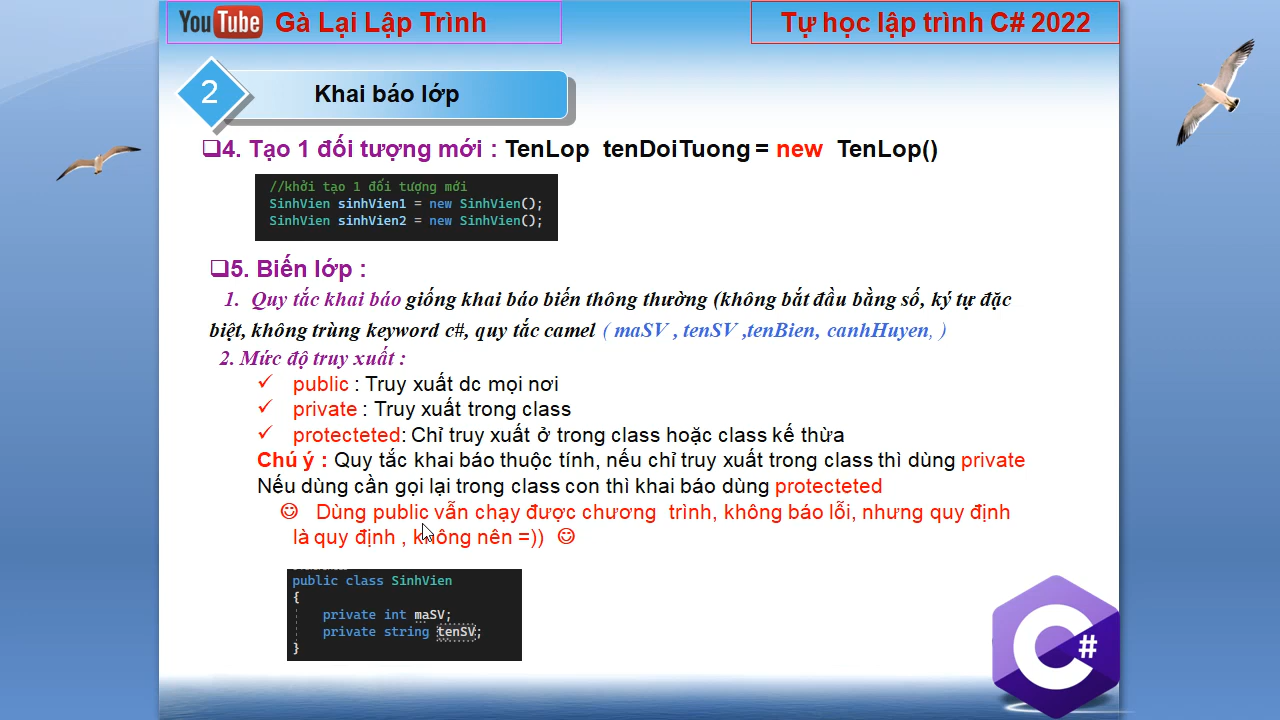 YouTube Gà Lại Lập Trình
Tự học lập trình C# 2022
2 Khai báo lớp
4. Tạo 1 đối tượng mới : TenLop tenDoiTuong = new TenLop()
//khởi tạo 1 đối tượng mới
SinhVien sinhVien1 = new SinhVien();
SinhVien sinhVien2 = new SinhVien();
5. Biến lớp :
1. Quy tắc khai báo giống khai báo biến thông thường (không bắt đầu bằng số, ký tự đặc
biệt, không trùng keyword c#, quy tắc camel ( maSV , tenSV ,tenBien, canhHuyen, )
2. Mức độ truy xuất :
✓ public : Truy xuất dc mọi nơi
✓ private : Truy xuất trong class
✓ protecteted: Chỉ truy xuất ở trong class hoặc class kế thừa
Chú ý : Quy tắc khai báo thuộc tính, nếu chỉ truy xuất trong class thì dùng private
Nếu dùng cần gọi lại trong class con thì khai báo dùng protecteted
☺ Dùng public vẫn chạy được chương trình, không báo lỗi, nhưng quy định
là quy định , không nên =)) ☺
public class SinhVien
{
private int maSV;
private string tenSV;
}
C#